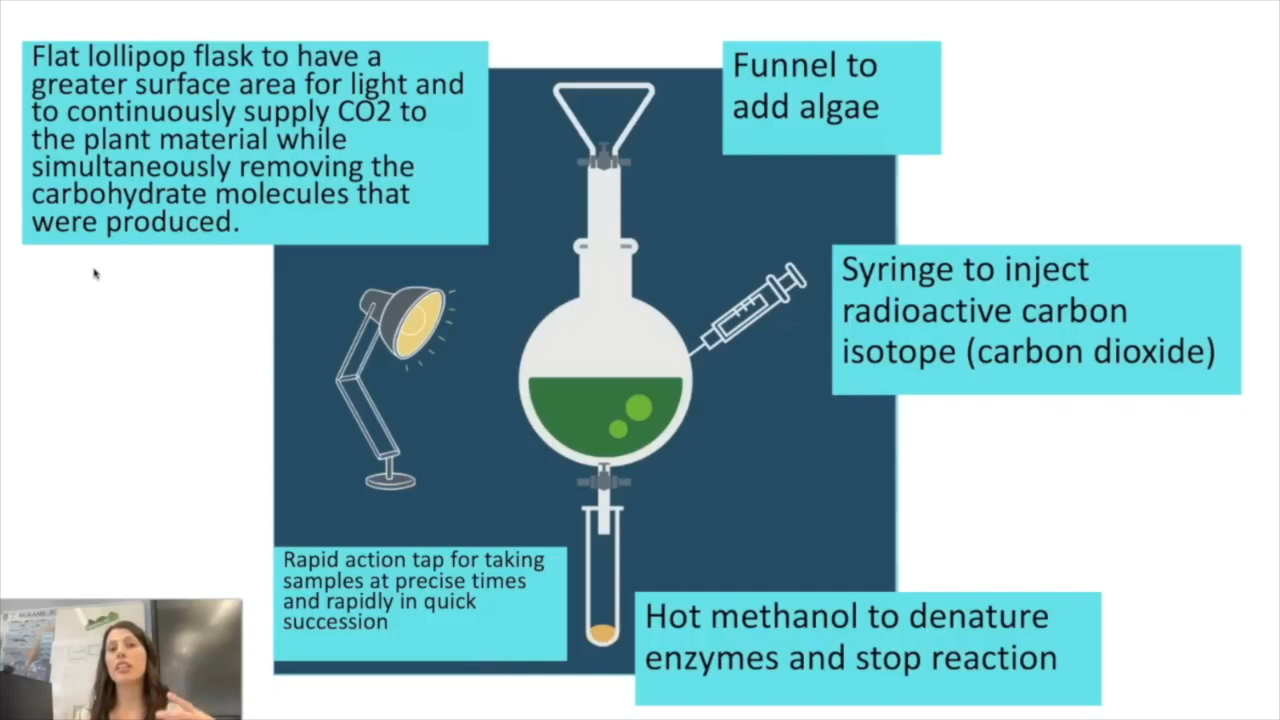 Flat lollipop flask to have a
greater surface area for light and
to continuously supply CO2 to
the plant material while
simultaneously removing the
carbohydrate molecules that
were produced.
Funnel to
add algae
Syringe to inject
radioactive carbon
isotope (carbon dioxide)
Rapid action tap for taking
samples at precise times
and rapidly in quick
succession
Hot methanol to denature
enzymes and stop reaction